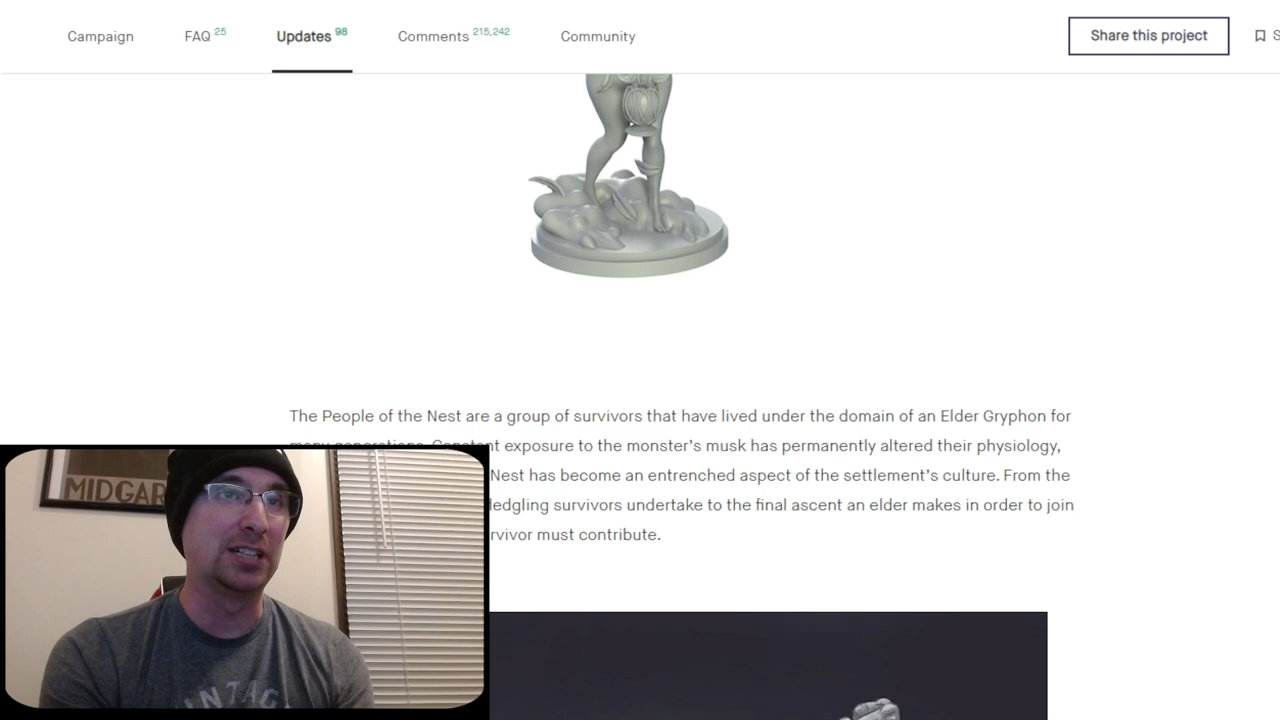 Campaign FAQ 25 Updates 98 Comments 215,242 Community Share this project
The People of the Nest are a group of survivors that have lived under the domain of an Elder Gryphon for
exposure to the monster's musk has permanently altered their physiology,
Nest has become an entrenched aspect of the settlement's culture. From the
ledgling survivors undertake to the final ascent an elder makes in order to join
rvivor must contribute.
MIDGAR
NTAG